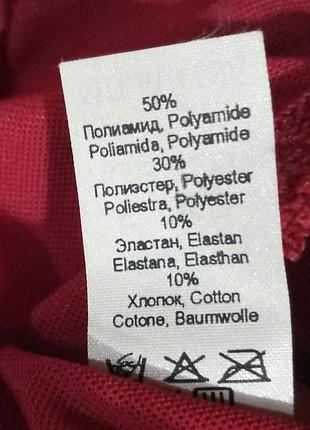 50%
Полиамид, Polyamide
Poliamida, Polyamide
30%
Полиэстер, Polyester
Poliestra, Polyester
10%
Эластан, Elastan
Elastana, Elasthan
10%
Хлопок, Cotton
Cotone, Baumwolle